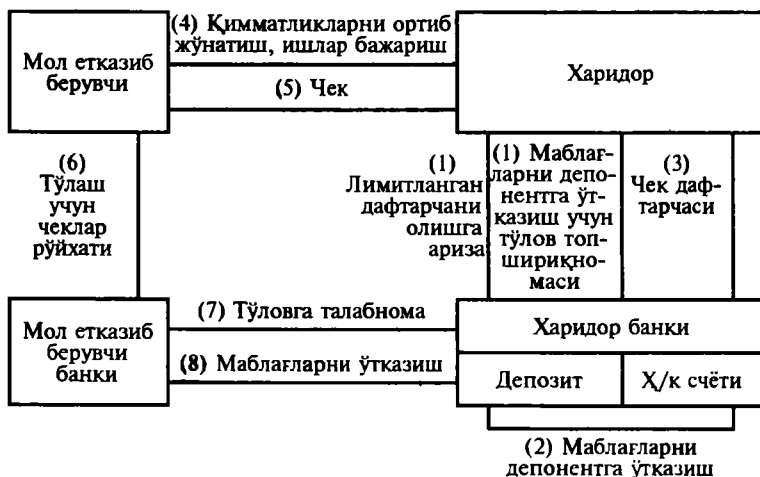 (4) Қимматликларни ортиб
жўнатиш, ишлар бажариш
Мол етказиб
берувчи
Харидор
(5) Чек
(6)
Тўлаш
учун
чеклар
рўйхати
(1)
Лимитланган
дафтарчани
олишга
ариза
(1) Маблағ-
ларни депо-
нентга ўт-
казиш учун
тўлов топ-
шириқно-
маси
(3)
Чек даф-
тарчаси
Мол етказиб
берувчи
банки
(7) Тўловга талабнома
(8) Маблағларни ўтказиш
Харидор банки
Депозит
Ҳ/к счёти
(2) Маблағларни
депонентга ўтказиш